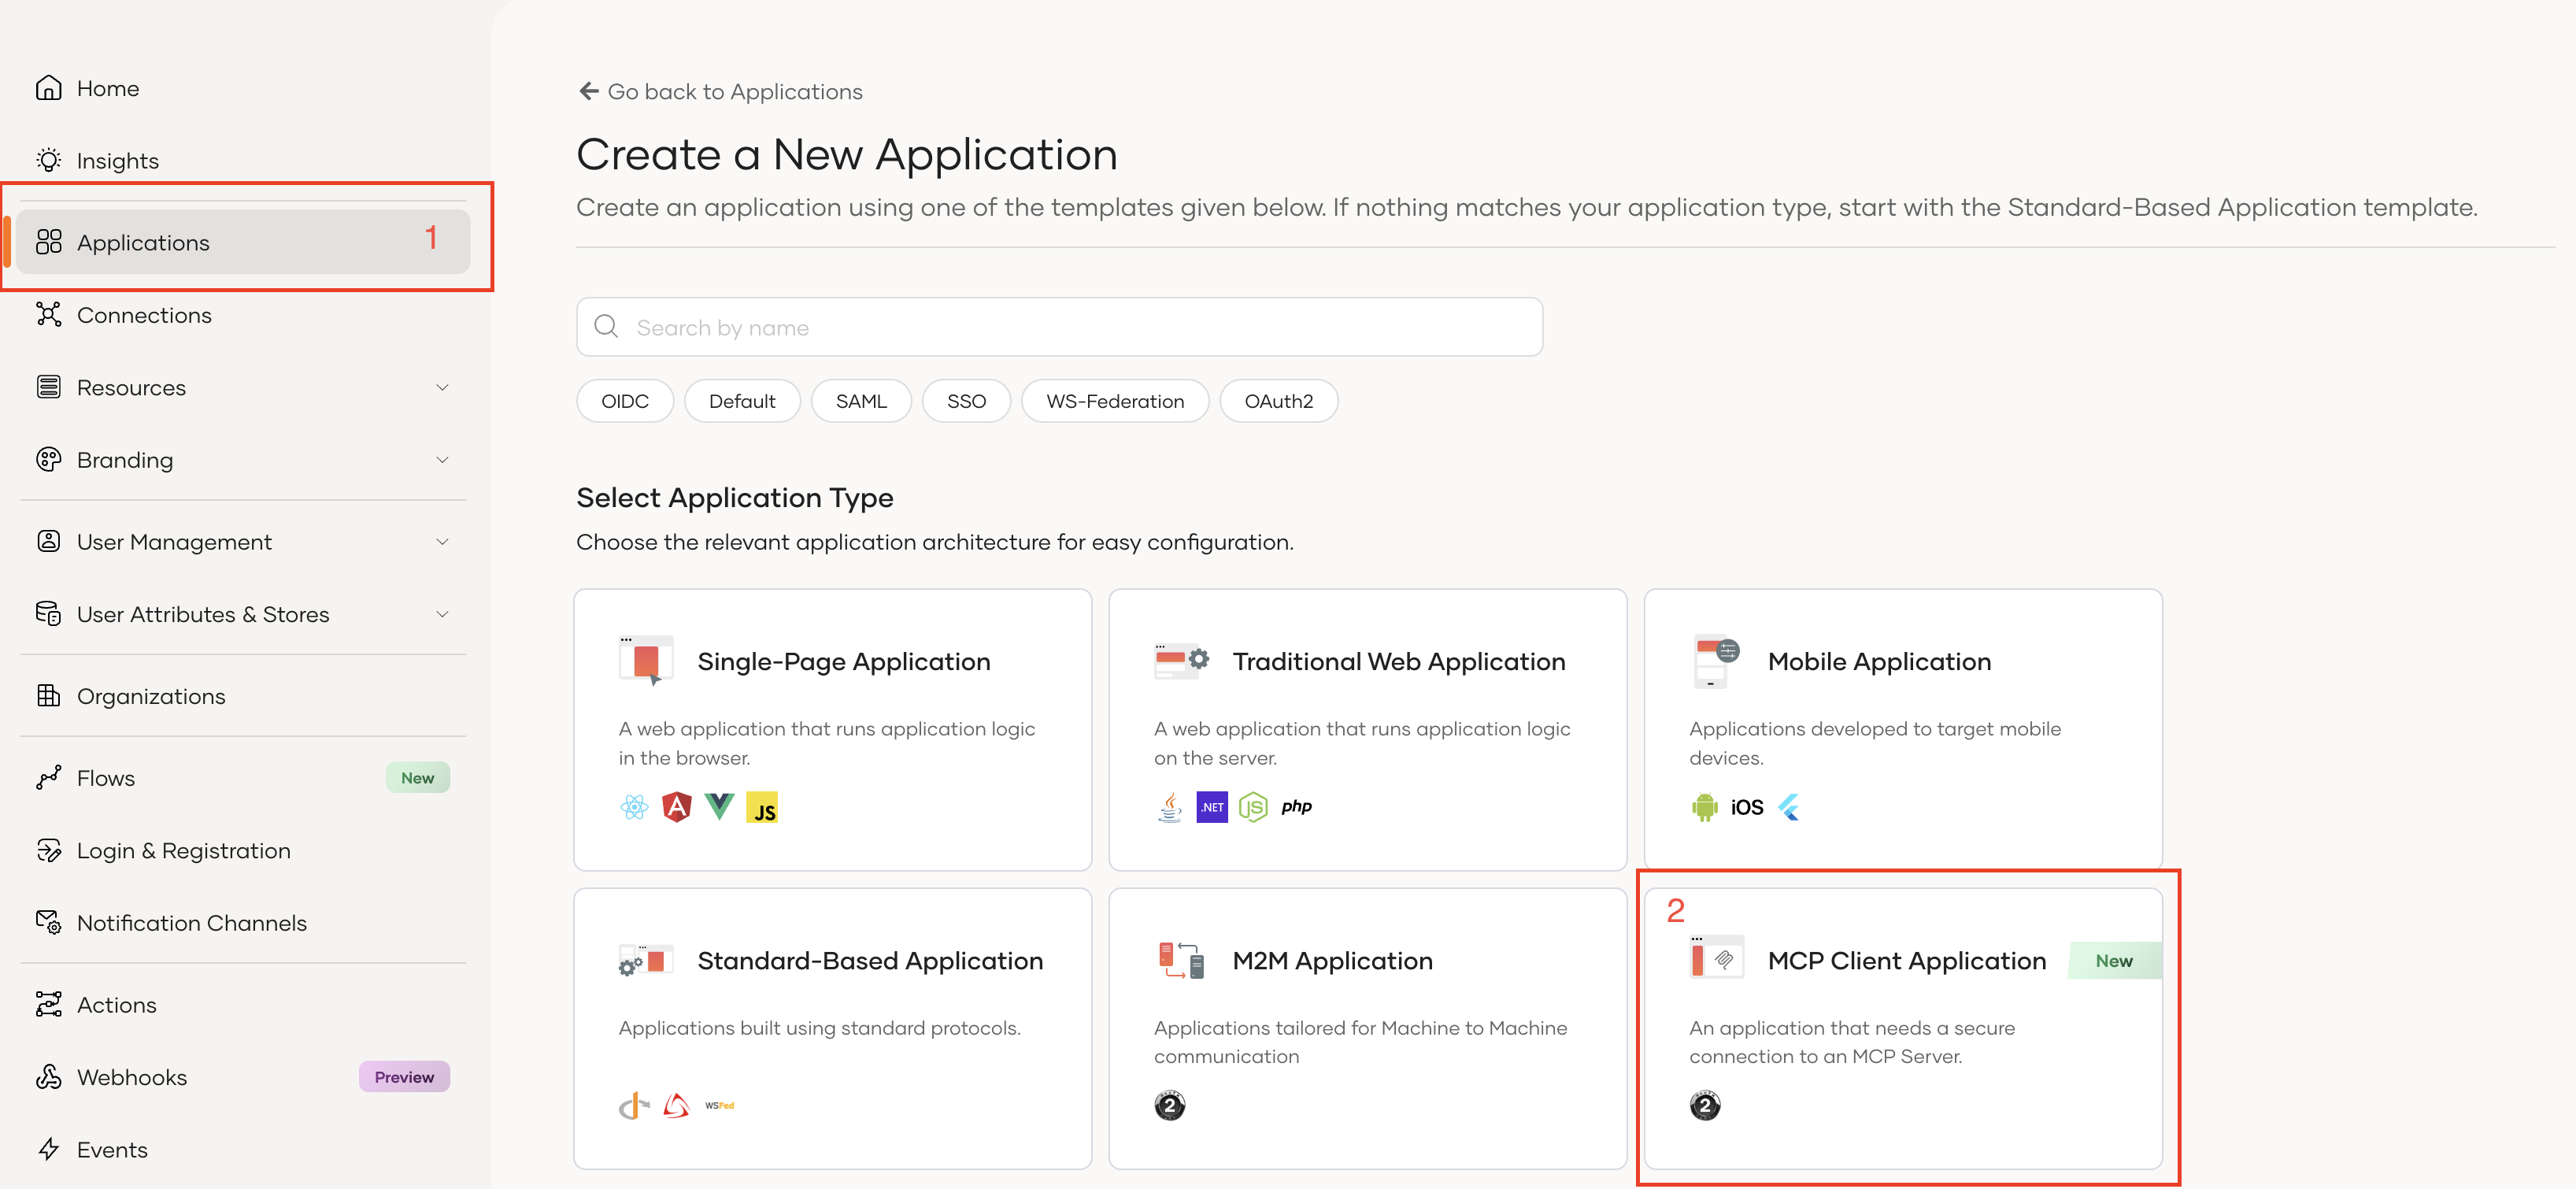 Home
Insights
Applications
1
Connections
Resources
Branding
User Management
User Attributes & Stores
Organizations
Flows
New
Login & Registration
Notification Channels
Actions
Webhooks
Preview
Events
Go back to Applications
Create a New Application
Create an application using one of the templates given below. If nothing matches your application type, start with the Standard-Based Application template.
Search by name
OIDC
Default
SAML
SSO
WS-Federation
OAuth2
Select Application Type
Choose the relevant application architecture for easy configuration.
Single-Page Application
A web application that runs application logic
in the browser.
JS
Traditional Web Application
A web application that runs application logic
on the server.
.NET
JS
php
Mobile Application
Applications developed to target mobile
devices.
iOS
Standard-Based Application
Applications built using standard protocols.
WSFed
M2M Application
Applications tailored for Machine to Machine
communication
2
2
MCP Client Application
New
An application that needs a secure
connection to an MCP Server.
2